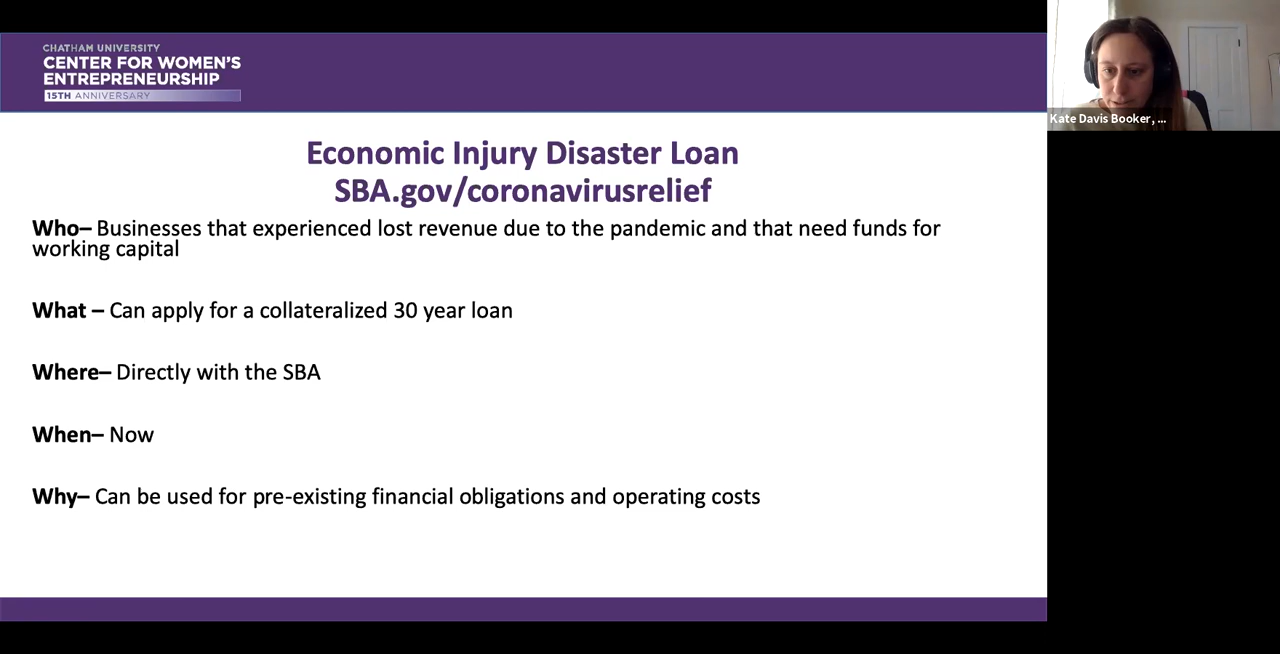 CHATHAM UNIVERSITY
CENTER FOR WOMEN'S
ENTREPRENEURSHIP
15TH ANNIVERSARY
Kate Davis Booker, ...
Economic Injury Disaster Loan
SBA.gov/coronavirusrelief
Who– Businesses that experienced lost revenue due to the pandemic and that need funds for
working capital
What – Can apply for a collateralized 30 year loan
Where– Directly with the SBA
When– Now
Why– Can be used for pre-existing financial obligations and operating costs